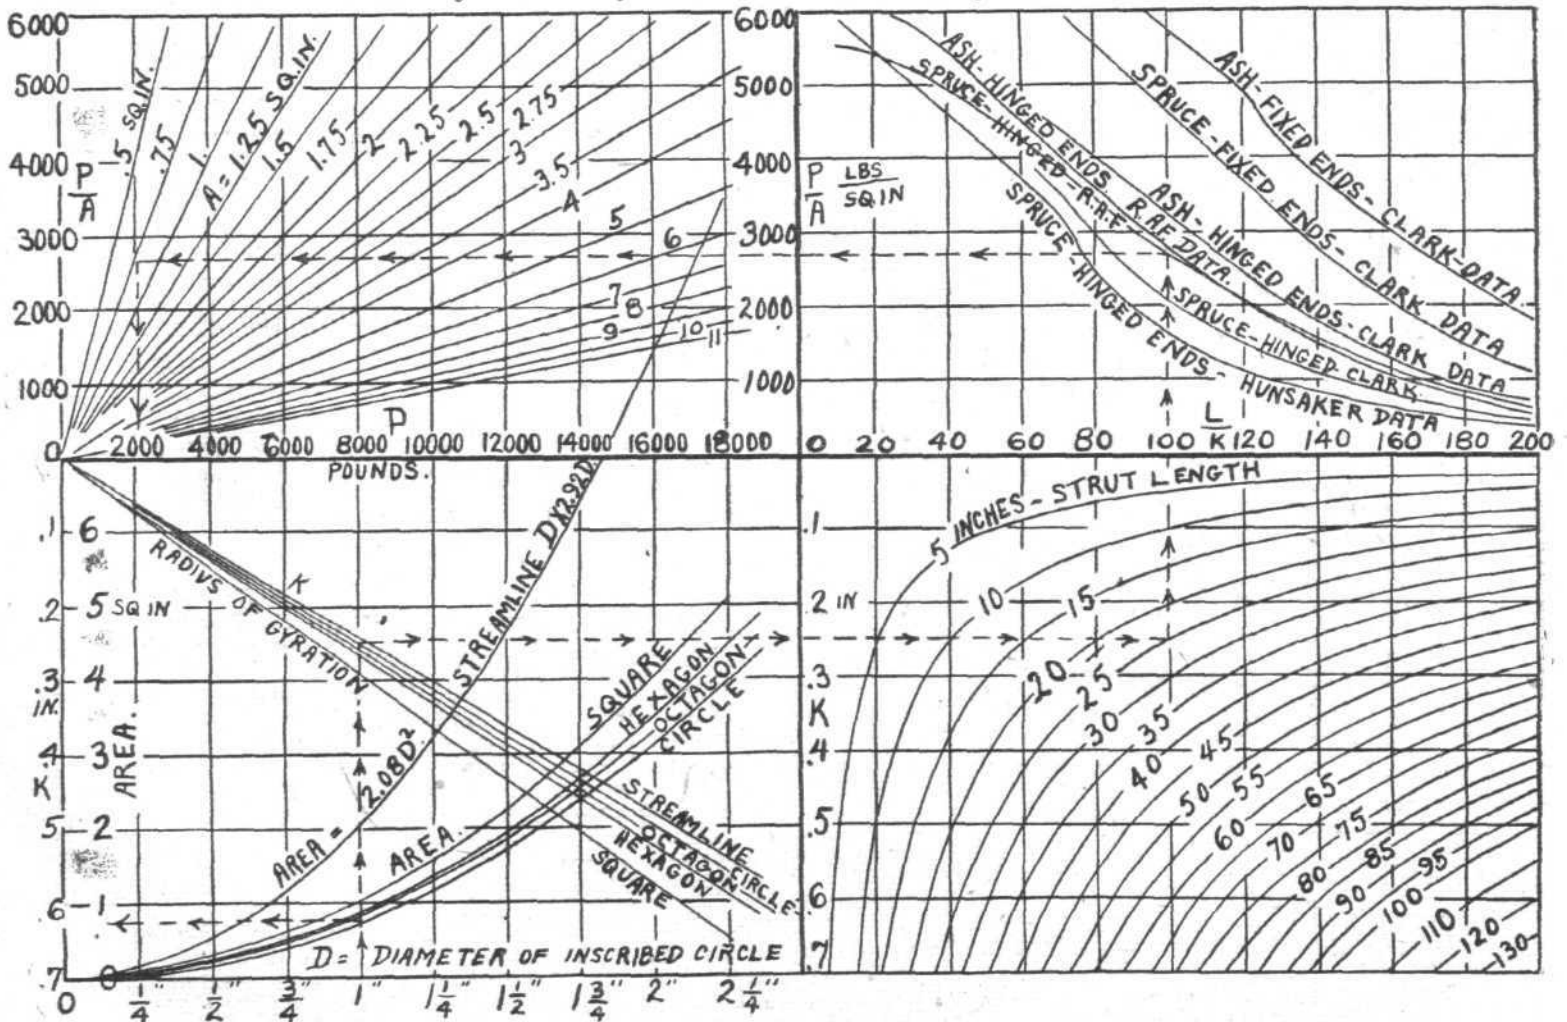 6000
5000
4000
P/A
3000
2000
1000
0
.5 SQ.IN.
.75
1.
A = 1.25 SQ.IN.
1.5
1.75
2
2.25
2.5
2.75
3
3.5
4
5
6
7
8
9
10
11
P
2000 4000 6000 8000 10000 12000 14000 16000 18000
POUNDS.
6000
5000
4000
P/A LBS/SQ.IN
3000
2000
1000
ASH-FIXED ENDS-CLARK-DATA
SPRUCE-FIXED ENDS-CLARK DATA
ASH-HINGED ENDS R.A.F DATA.
ASH-HINGED ENDS-CLARK DATA
SPRUCE-HINGED-R.A.F
SPRUCE-HINGED CLARK
SPRUCE-HINGED ENDS-HUNSAKER DATA
L/K
0 20 40 60 80 100 120 140 160 180 200
.1
.2
.3
IN.
.4
K
.5
.6
.7
6
5 SQ IN
4
3
2
1
0
AREA.
RADIUS OF GYRATION
K
STREAMLINE D X 2.92D.
AREA = 2.08D²
AREA.
SQUARE
HEXAGON
OCTAGON
CIRCLE
STREAMLINE
CIRCLE
OCTAGON
HEXAGON
SQUARE
D = DIAMETER OF INSCRIBED CIRCLE
0 1/4" 1/2" 3/4" 1" 1 1/4" 1 1/2" 1 3/4" 2" 2 1/4"
.1
.2 IN
.3
K
.4
.5
.6
.7
5 INCHES - STRUT LENGTH
10
15
20
25
30
35
40
45
50
55
60
65
70
75
80
85
90
95
100
110
120
130